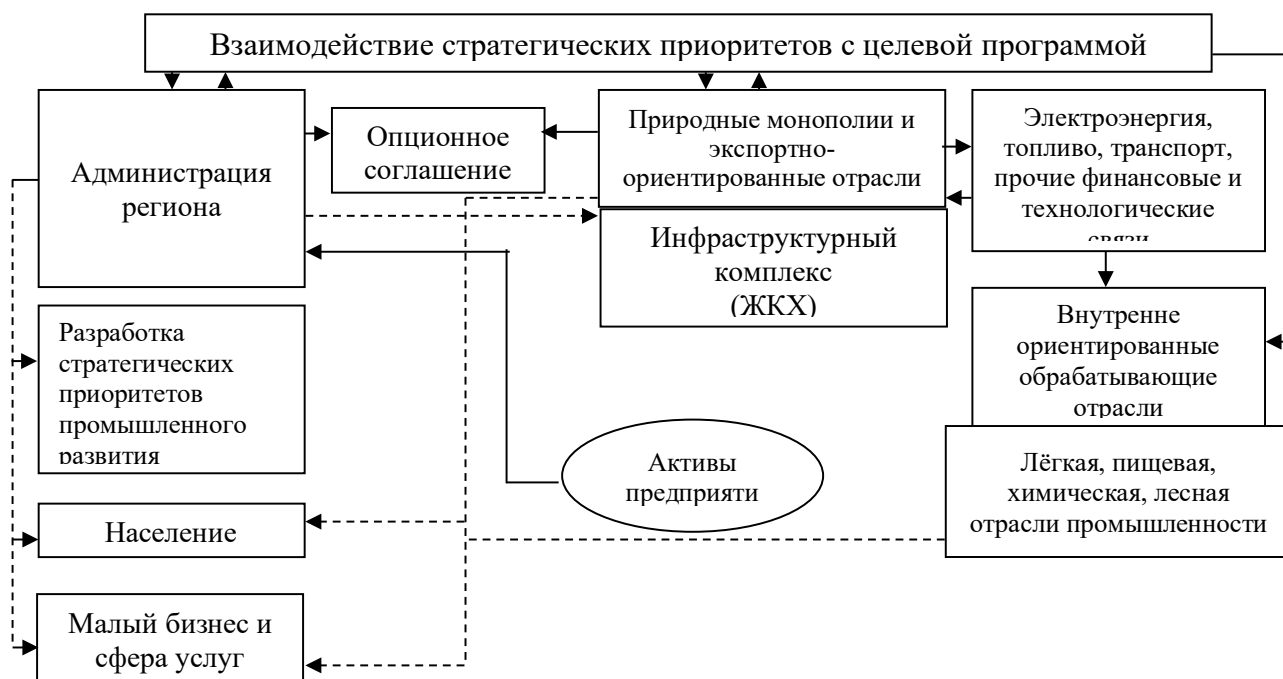 Взаимодействие стратегических приоритетов с целевой программой
Администрация
региона
Опционное
соглашение
Природные монополии и
экспортно-
ориентированные отрасли
Электроэнергия,
топливо, транспорт,
прочие финансовые и
технологические
связи
Инфраструктурный
комплекс
(ЖКХ)
Внутренне
ориентированные
обрабатывающие
отрасли
Разработка
стратегических
приоритетов
промышленного
развития
Активы
предприяти
Лёгкая, пищевая,
химическая, лесная
отрасли промышленности
Население
Малый бизнес и
сфера услуг